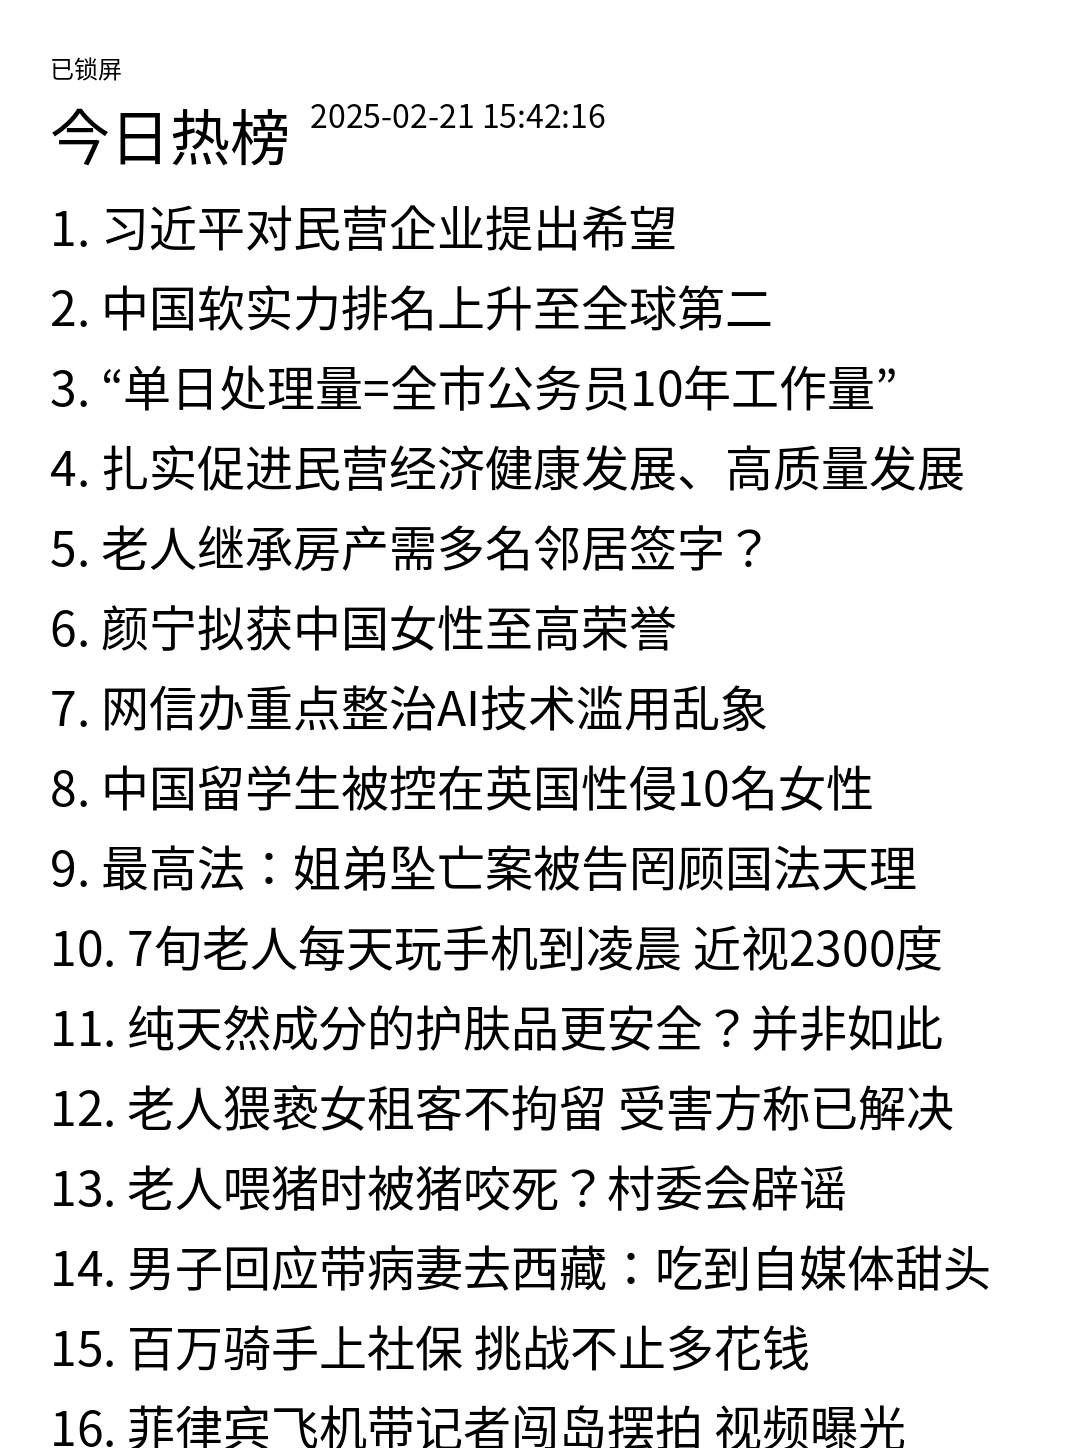 已锁屏
今日热榜 2025-02-21 15:42:16
1. 习近平对民营企业提出希望
2. 中国软实力排名上升至全球第二
3. “单日处理量=全市公务员10年工作量”
4. 扎实促进民营经济健康发展、高质量发展
5. 老人继承房产需多名邻居签字？
6. 颜宁拟获中国女性至高荣誉
7. 网信办重点整治AI技术滥用乱象
8. 中国留学生被控在英国性侵10名女性
9. 最高法：姐弟坠亡案被告罔顾国法天理
10. 7旬老人每天玩手机到凌晨 近视2300度
11. 纯天然成分的护肤品更安全？并非如此
12. 老人猥亵女租客不拘留 受害方称已解决
13. 老人喂猪时被猪咬死？村委会辟谣
14. 男子回应带病妻去西藏：吃到自媒体甜头
15. 百万骑手上社保 挑战不止多花钱
16. 菲律宾飞机带记者闯岛摆拍 视频曝光